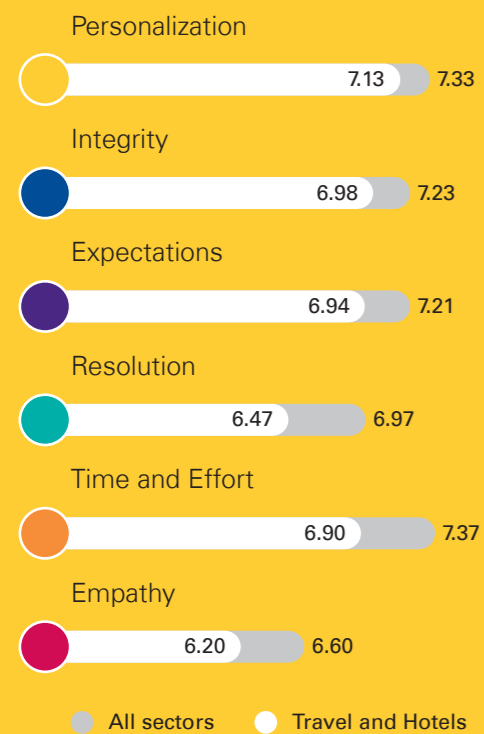 Personalization
7.13 7.33
Integrity
6.98 7.23
Expectations
6.94 7.21
Resolution
6.47 6.97
Time and Effort
6.90 7.37
Empathy
6.20 6.60
All sectors Travel and Hotels